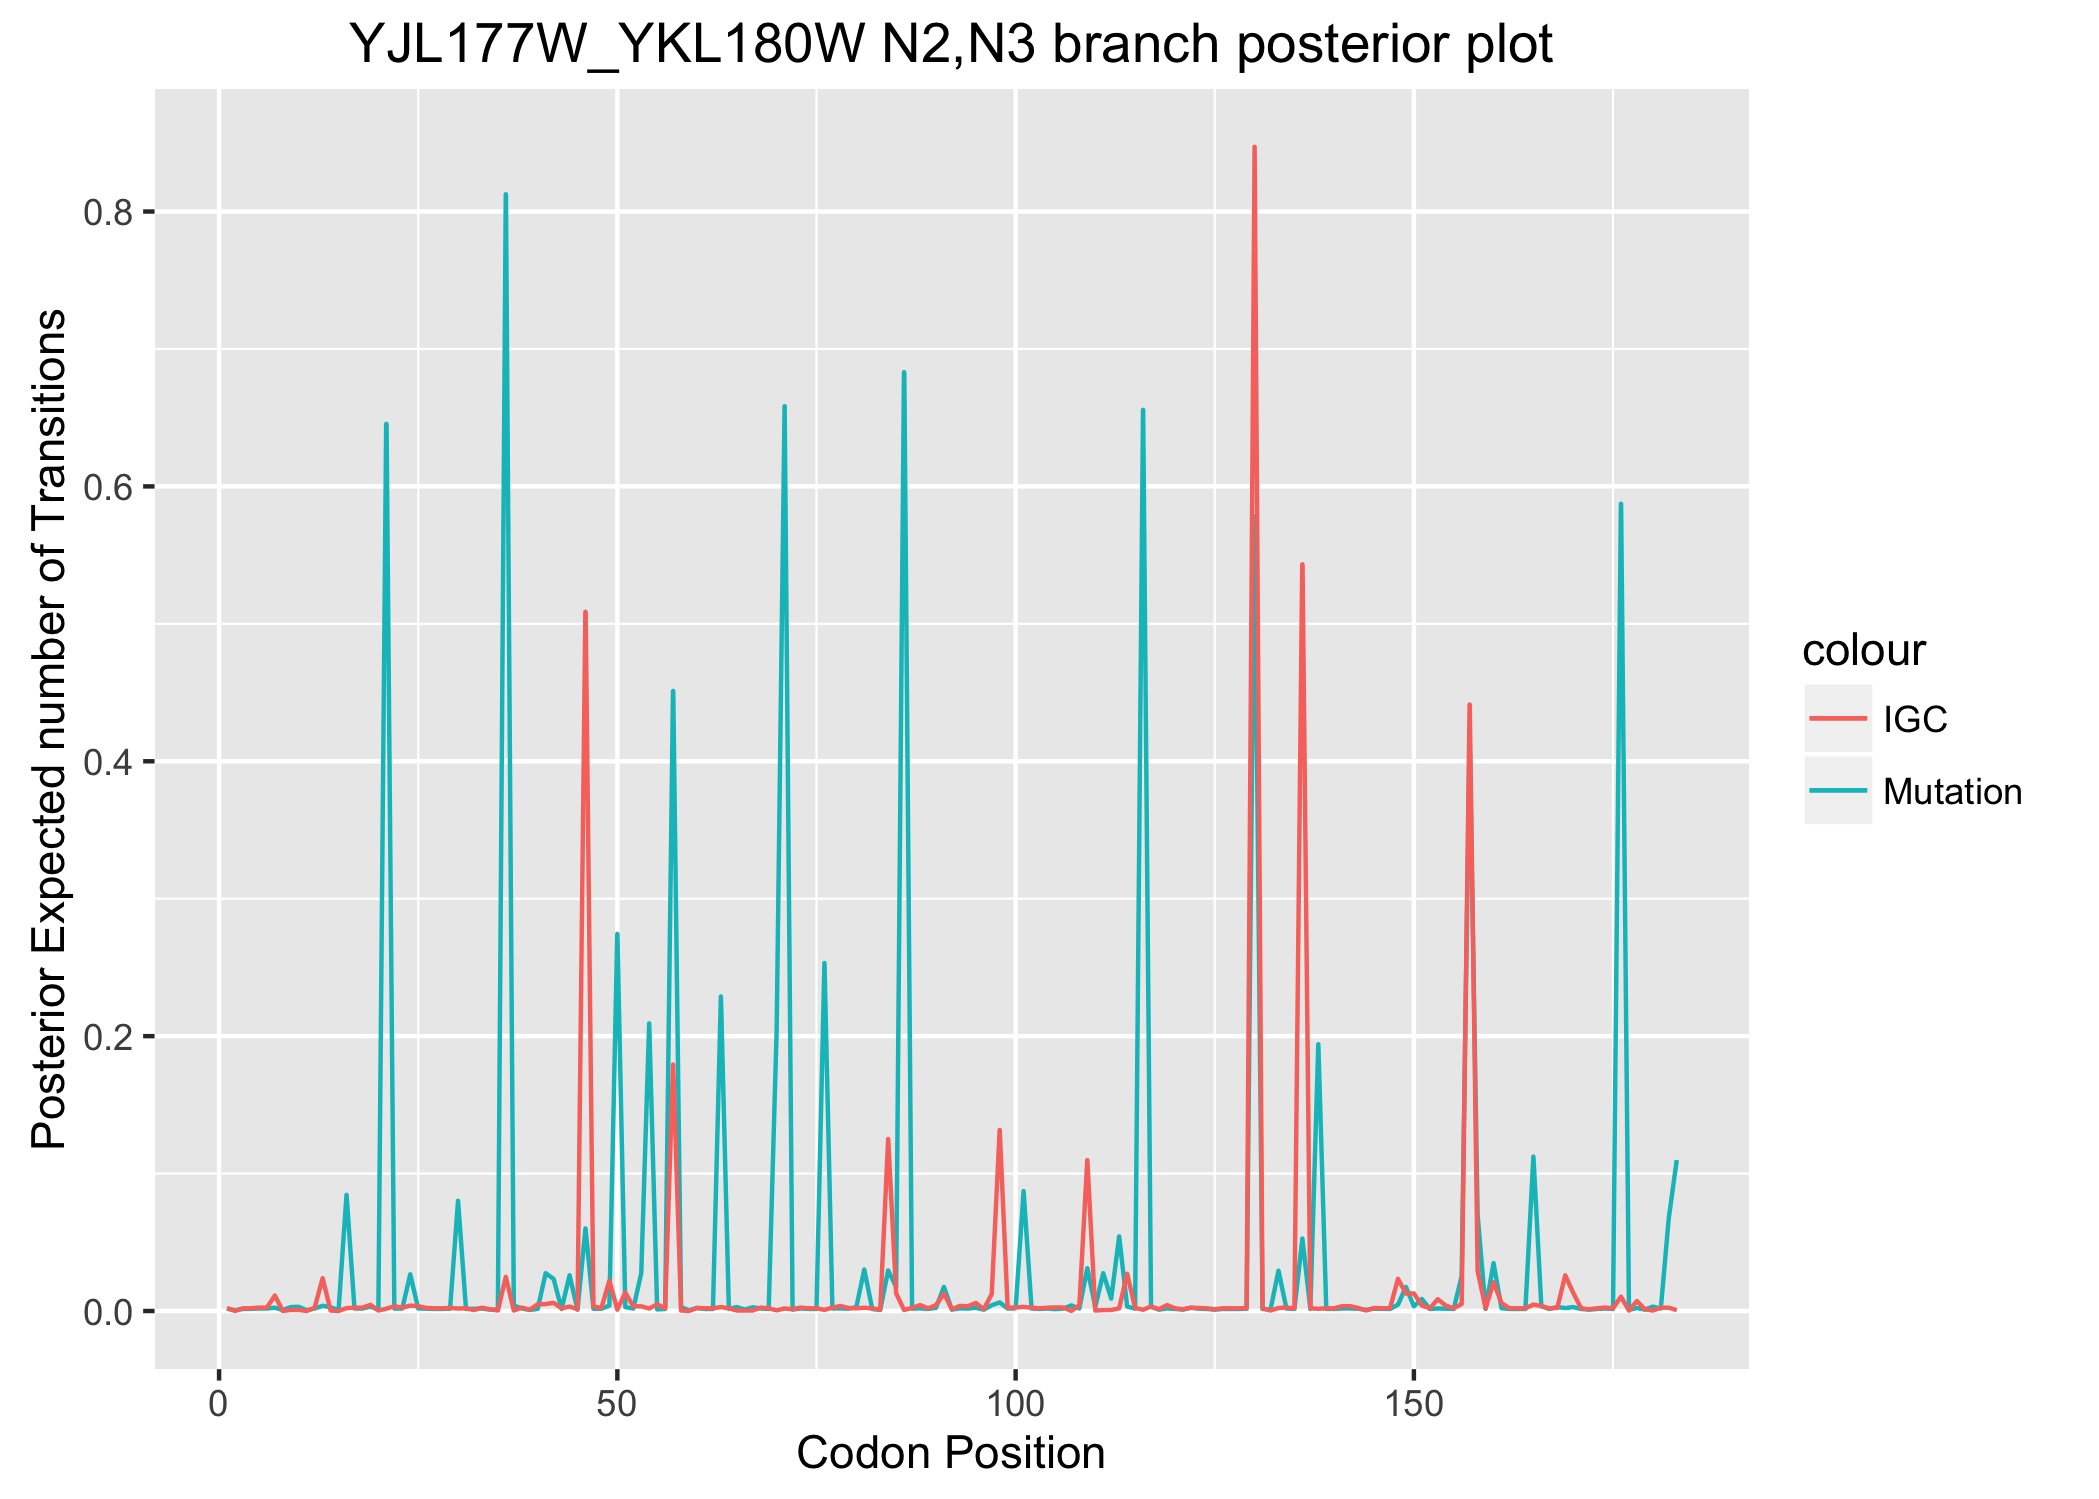 YJL177W_YKL180W N2,N3 branch posterior plot
Posterior Expected number of Transitions
0.8
0.6
0.4
0.2
0.0
0
50
100
150
Codon Position
colour
IGC
Mutation